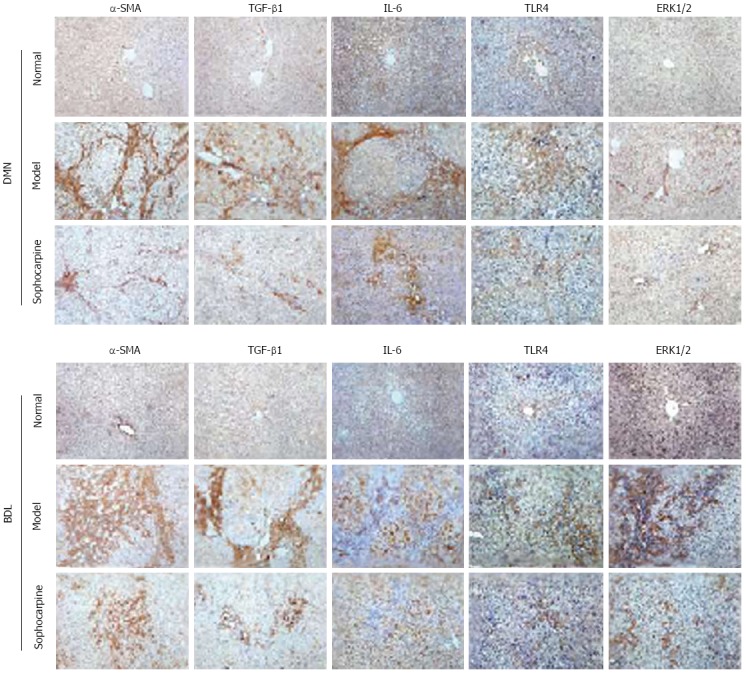 α-SMA TGF-β1 IL-6 TLR4 ERK1/2
DMN
Normal
Model
Sophocarpine
α-SMA TGF-β1 IL-6 TLR4 ERK1/2
BDL
Normal
Model
Sophocarpine